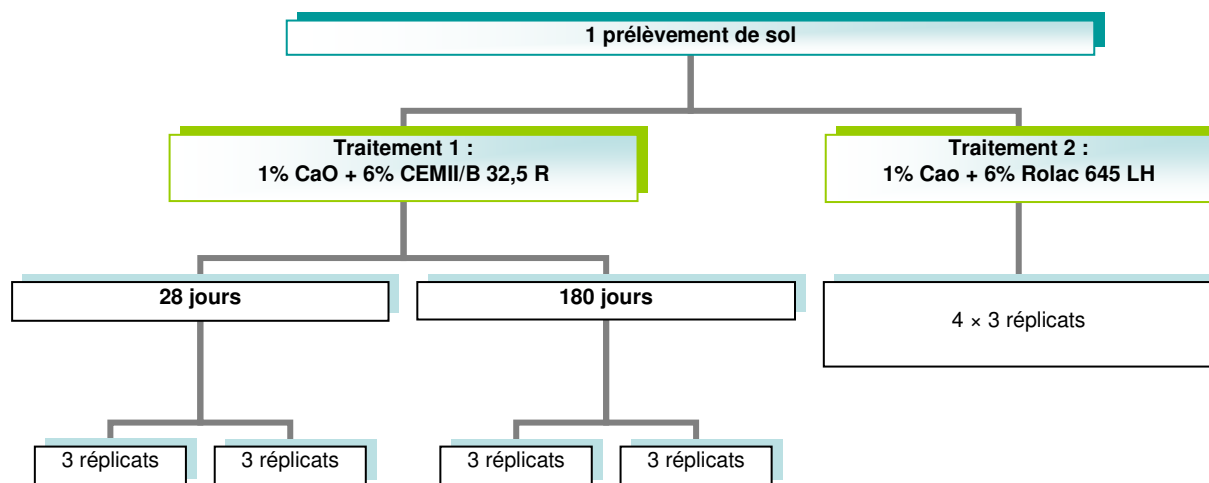 1 prélèvement de sol
Traitement 1 :
1% CaO + 6% CEMII/B 32,5 R
Traitement 2 :
1% Cao + 6% Rolac 645 LH
28 jours
180 jours
4 × 3 réplicats
3 réplicats
3 réplicats
3 réplicats
3 réplicats